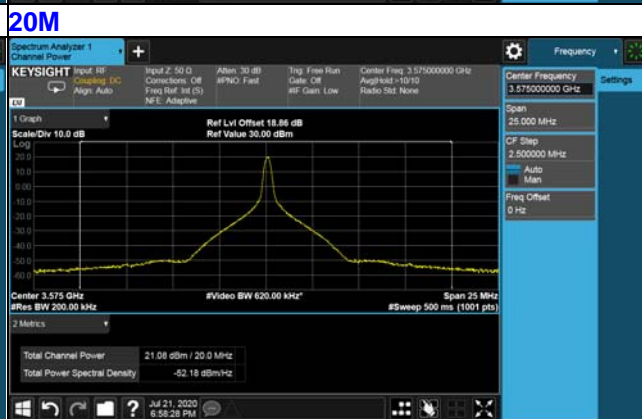 20M
Spectrum Analyzer 1
Channel Power
+
Frequency
KEYSIGHT
Input: RF
Coupling: DC
Align: Auto
Input Z: 50 Ω
Corrections: Off
Freq Ref: Int (S)
NFE: Adaptive
Atten: 30 dB
#PNO: Fast
Trig: Free Run
Gate: Off
#IF Gain: Low
Center Freq: 3.575000000 GHz
Avg|Hold:>10/10
Radio Std: None
Center Frequency
3.575000000 GHz
Settings
Span
25.000 MHz
CF Step
2.500000 MHz
Auto
Man
Freq Offset
0 Hz
1 Graph
Scale/Div 10.0 dB
Ref Lvl Offset 18.86 dB
Ref Value 30.00 dBm
Log
20.0
10.0
0.00
-10.0
-20.0
-30.0
-40.0
-50.0
-60.0
Center 3.575 GHz
#Res BW 200.00 kHz
#Video BW 620.00 kHz*
Span 25 MHz
#Sweep 500 ms (1001 pts)
2 Metrics
Total Channel Power 21.08 dBm / 20.0 MHz
Total Power Spectral Density -52.18 dBm/Hz
?
Jul 21, 2020
6:58:28 PM